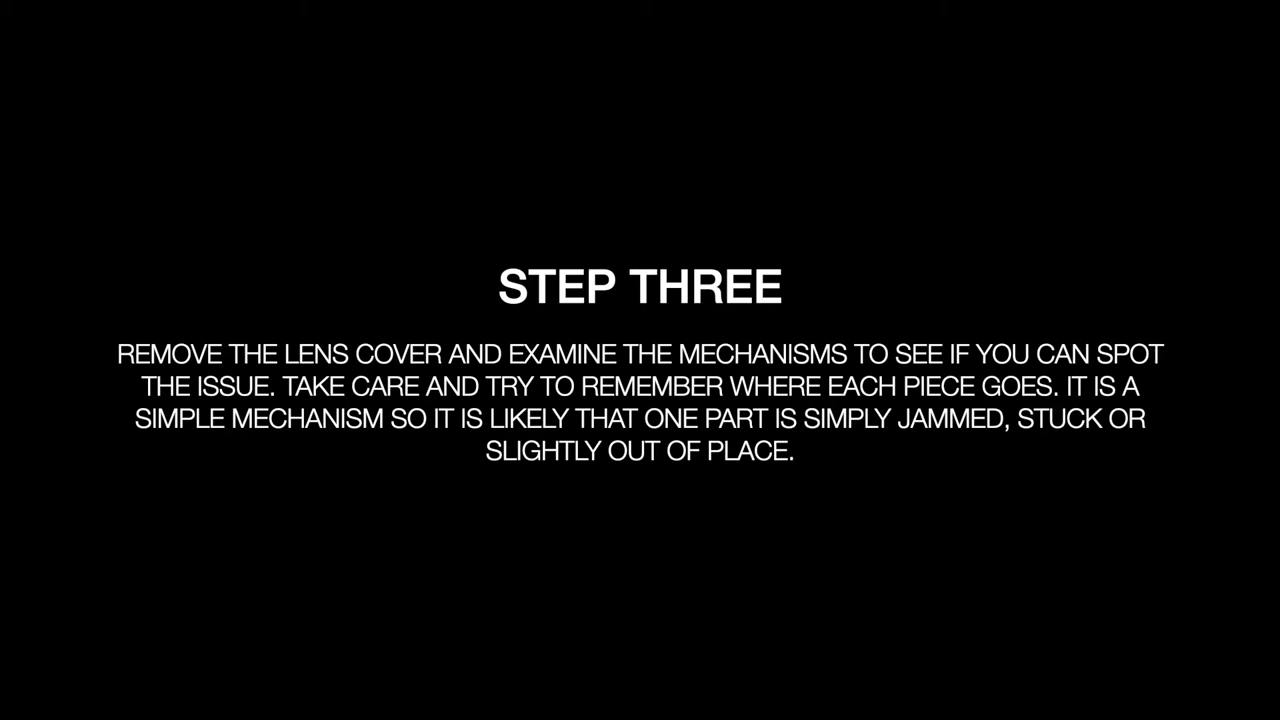 STEP THREE
REMOVE THE LENS COVER AND EXAMINE THE MECHANISMS TO SEE IF YOU CAN SPOT
THE ISSUE. TAKE CARE AND TRY TO REMEMBER WHERE EACH PIECE GOES. IT IS A
SIMPLE MECHANISM SO IT IS LIKELY THAT ONE PART IS SIMPLY JAMMED, STUCK OR
SLIGHTLY OUT OF PLACE.